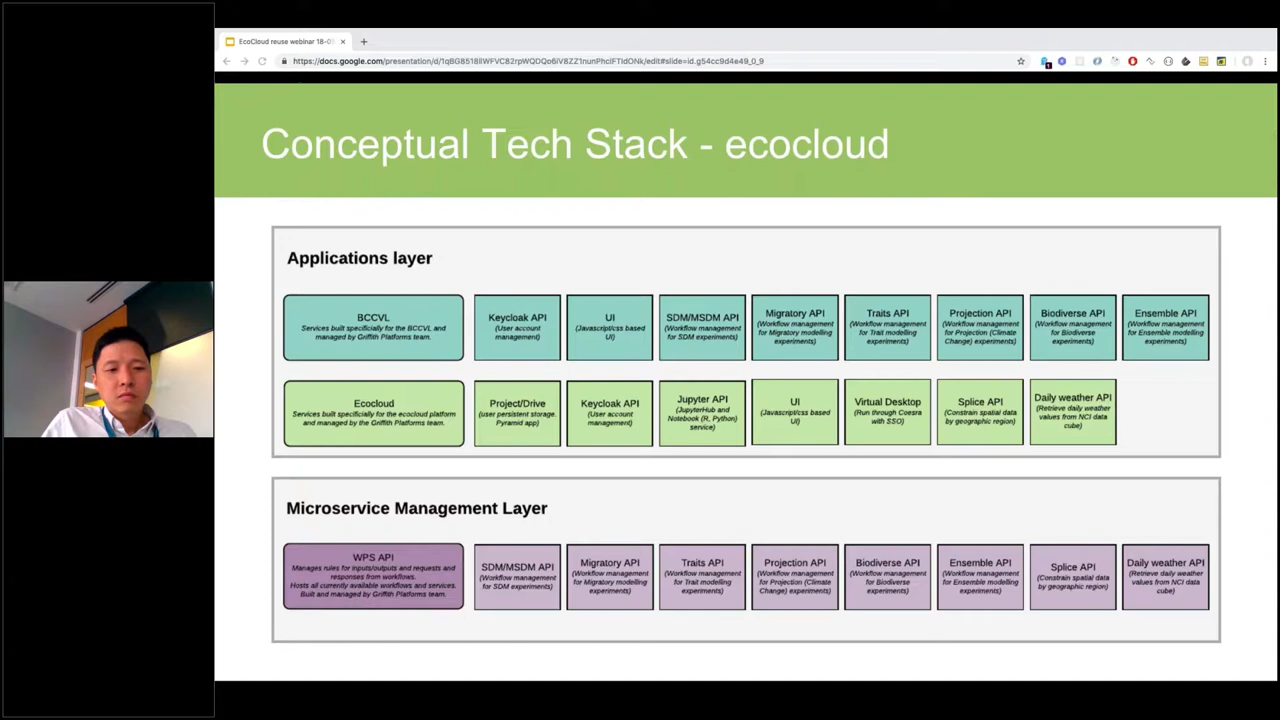 EcoCloud reuse webinar 18-0
Conceptual Tech Stack - ecocloud
Applications layer
BCCVL
Services built specificially for the BCCVL and
managed by Griffith Platforms team.
Keycloak API
(User account
management)
UI
(Javascript/css based
UI)
SDM/MSDM API
(Workflow management
for SDM experiments)
Migratory API
(Workflow management
for Migratory modelling
experiments)
Traits API
(Workflow management
for Trait modelling
experiments)
Projection API
(Workflow management
for Projection (Climate
Change) experiments)
Biodiverse API
(Workflow management
for Biodiverse
experiments)
Ensemble API
(Workflow management
for Ensemble modelling
experiments)
Ecocloud
Services built specifically for the ecocloud platform
and managed by the Griffith Platforms team.
Project/Drive
(user persistent storage.
Pyramid app)
Keycloak API
(User account
management)
Jupyter API
(JupyterHub and
Notebook (R, Python)
service)
UI
(Javascript/css based
UI)
Virtual Desktop
(Run through Coesra
with SSO)
Splice API
(Constrain spatial data
by geographic region)
Daily weather API
(Retrieve daily weather
values from NCI data
cube)
Microservice Management Layer
WPS API
Manages rules for inputs/outputs and requests and
responses from workflows.
Hosts all currently available workflows and services.
Built and managed by Griffith Platforms team.
SDM/MSDM API
(Workflow management
for SDM experiments)
Migratory API
(Workflow management
for Migratory modelling
experiments)
Traits API
(Workflow management
for Trait modelling
experiments)
Projection API
(Workflow management
for Projection (Climate
Change) experiments)
Biodiverse API
(Workflow management
for Biodiverse
experiments)
Ensemble API
(Workflow management
for Ensemble modelling
experiments)
Splice API
(Constrain spatial data
by geographic region)
Daily weather API
(Retrieve daily weather
values from NCI data
cube)